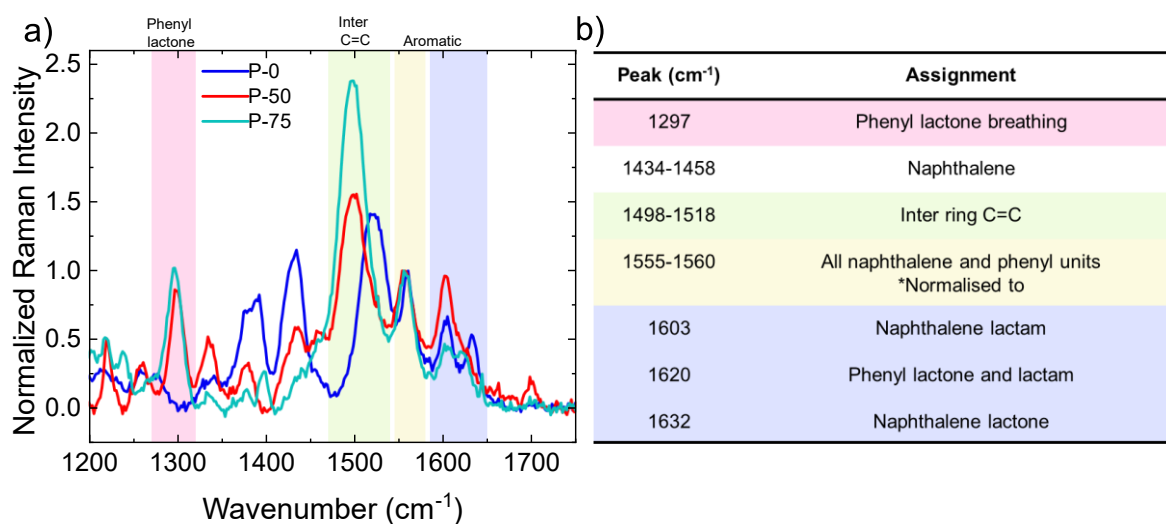 a)
Phenyl
lactone
Inter
C=C
Aromatic
P-0
P-50
P-75
Normalized Raman Intensity
2.5
2.0
1.5
1.0
0.5
0.0
1200 1300 1400 1500 1600 1700
Wavenumber (cm⁻¹)
b)
Peak (cm⁻¹) Assignment
1297 Phenyl lactone breathing
1434-1458 Naphthalene
1498-1518 Inter ring C=C
1555-1560 All naphthalene and phenyl units
*Normalised to
1603 Naphthalene lactam
1620 Phenyl lactone and lactam
1632 Naphthalene lactone